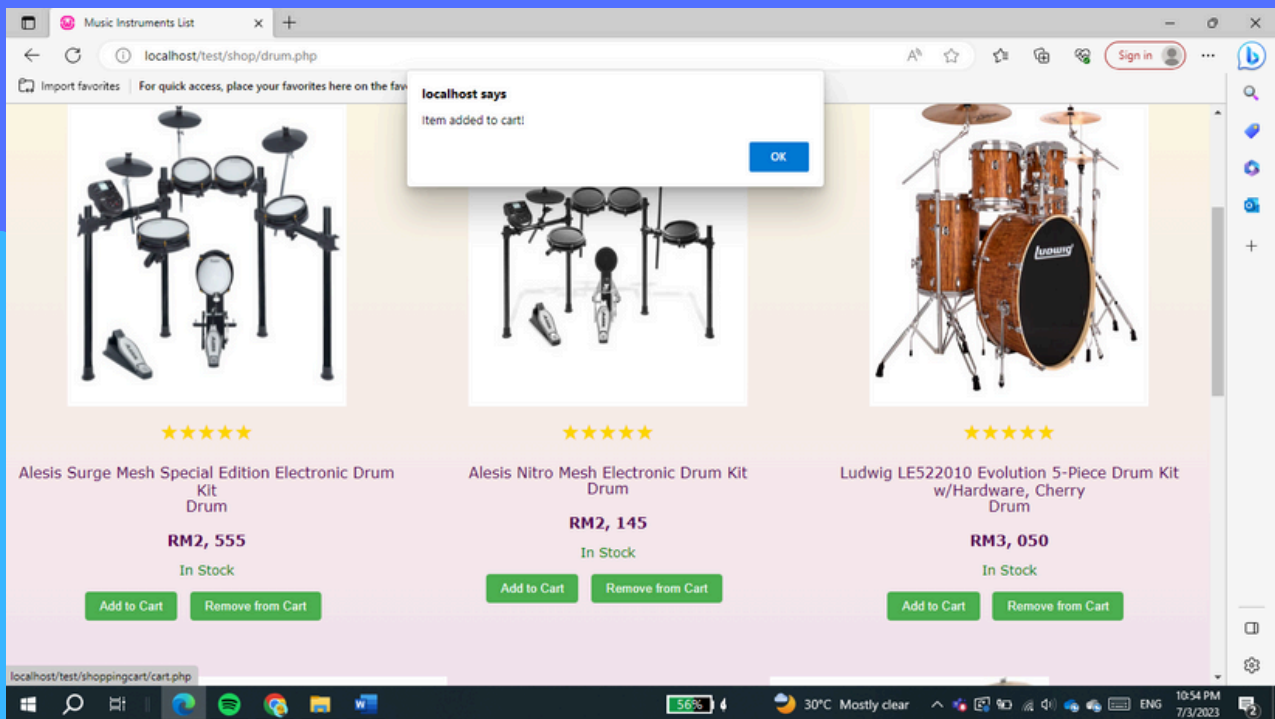 Music Instruments List
localhost/test/shop/drum.php
Sign in
Import favorites
For quick access, place your favorites here on the fav
localhost says
Item added to cart!
OK
Ludwig
Alesis Surge Mesh Special Edition Electronic Drum
Kit
Drum
RM2, 555
In Stock
Add to Cart
Remove from Cart
Alesis Nitro Mesh Electronic Drum Kit
Drum
RM2, 145
In Stock
Add to Cart
Remove from Cart
Ludwig LE522010 Evolution 5-Piece Drum Kit
w/Hardware, Cherry
Drum
RM3, 050
In Stock
Add to Cart
Remove from Cart
localhost/test/shoppingcart/cart.php
56%
30°C Mostly clear
ENG
10:54 PM
7/3/2023
2